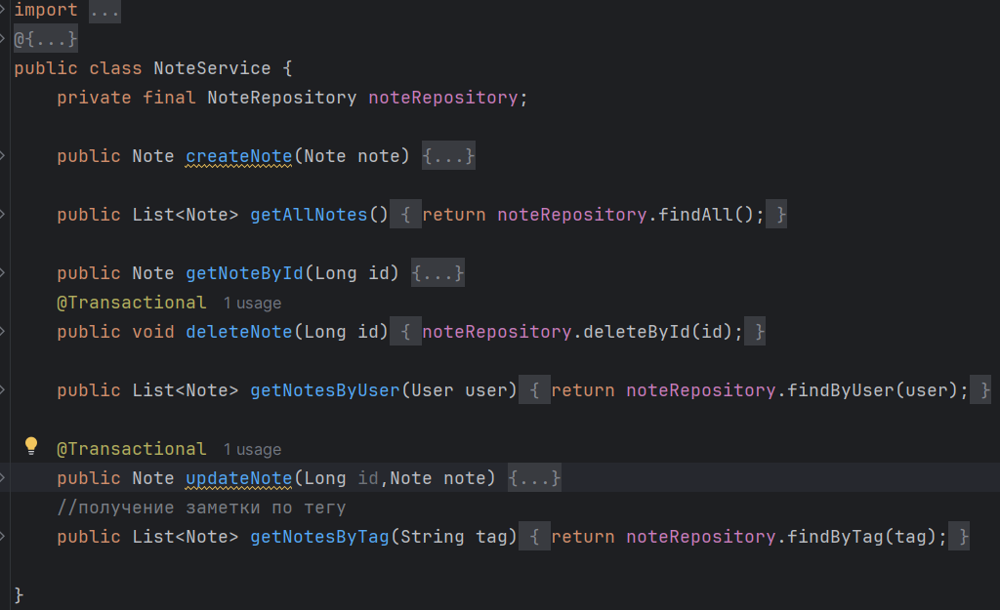 import ...
@{...}
public class NoteService {
    private final NoteRepository noteRepository;
    public Note createNote(Note note) {...}
    public List<Note> getAllNotes() { return noteRepository.findAll(); }
    public Note getNoteById(Long id) {...}
    @Transactional 1 usage
    public void deleteNote(Long id) { noteRepository.deleteById(id); }
    public List<Note> getNotesByUser(User user) { return noteRepository.findByUser(user); }
    @Transactional 1 usage
    public Note updateNote(Long id,Note note) {...}
    //получение заметки по тегу
    public List<Note> getNotesByTag(String tag) { return noteRepository.findByTag(tag); }
}